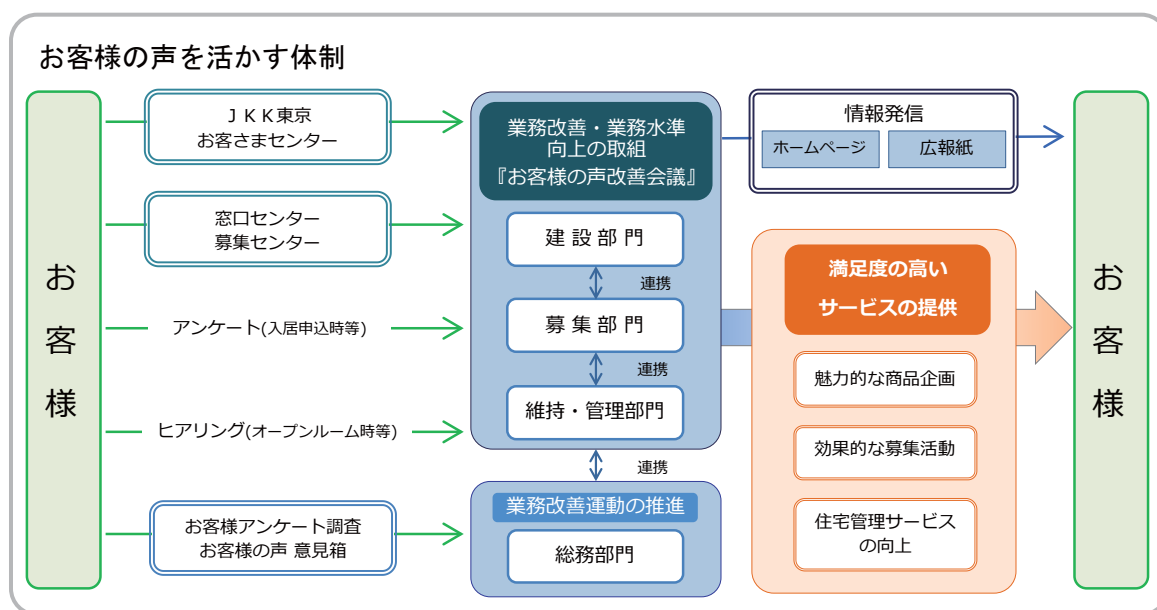 お客様の声を活かす体制
お
客
様
ＪＫＫ東京
お客さまセンター
窓口センター
募集センター
アンケート(入居申込時等)
ヒアリング(オープンルーム時等)
お客様アンケート調査
お客様の声 意見箱
業務改善・業務水準
向上の取組
『お客様の声改善会議』
建設部門
連携
募集部門
連携
維持・管理部門
連携
業務改善運動の推進
総務部門
情報発信
ホームページ
広報紙
満足度の高い
サービスの提供
魅力的な商品企画
効果的な募集活動
住宅管理サービス
の向上
お
客
様